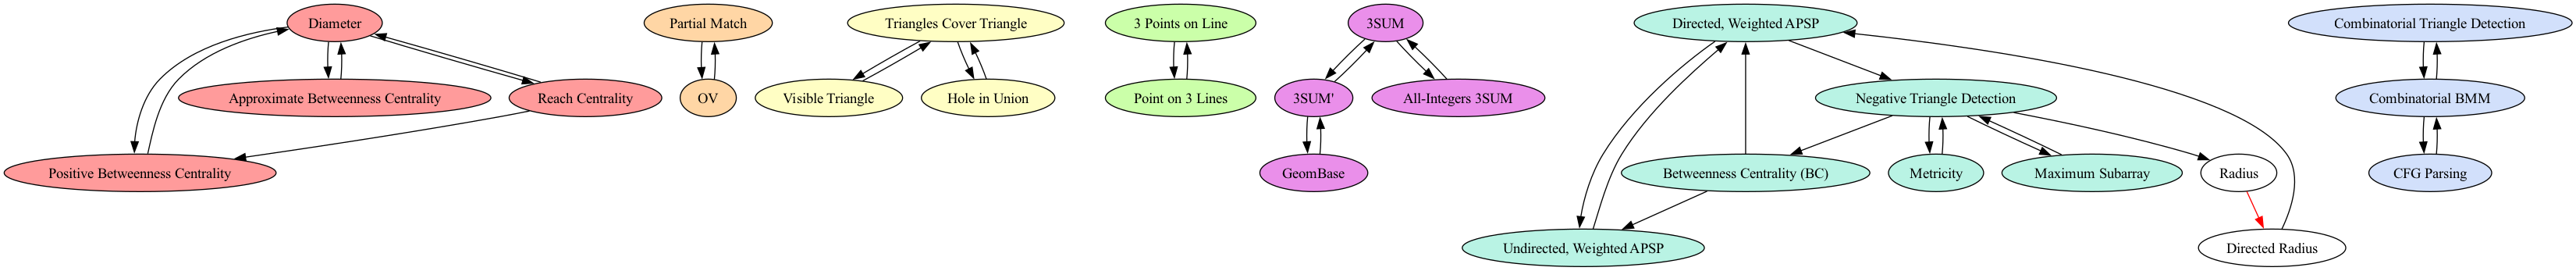 Diameter
Partial Match
Triangles Cover Triangle
3 Points on Line
3SUM
Directed, Weighted APSP
Combinatorial Triangle Detection
Approximate Betweenness Centrality
Reach Centrality
OV
Visible Triangle
Hole in Union
Point on 3 Lines
3SUM'
All-Integers 3SUM
Negative Triangle Detection
Combinatorial BMM
Positive Betweenness Centrality
GeomBase
Betweenness Centrality (BC)
Metricity
Maximum Subarray
Radius
CFG Parsing
Undirected, Weighted APSP
Directed Radius